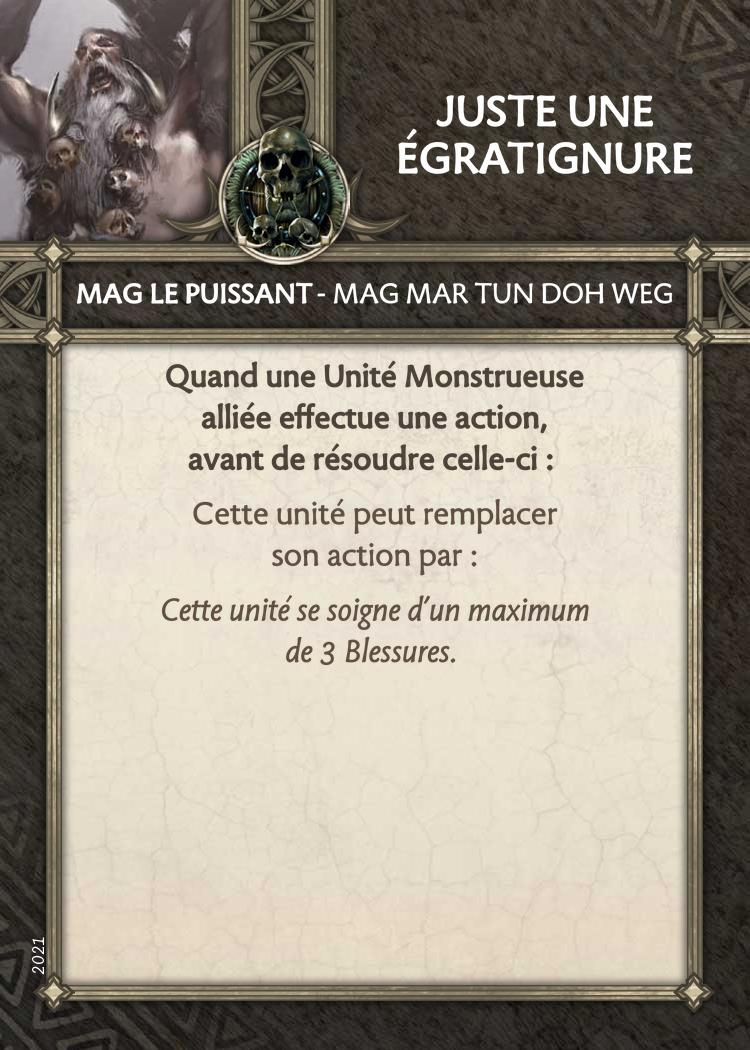 JUSTE UNE
ÉGRATIGNURE
MAG LE PUISSANT - MAG MAR TUN DOH WEG
Quand une Unité Monstrueuse
alliée effectue une action,
avant de résoudre celle-ci :
Cette unité peut remplacer
son action par :
Cette unité se soigne d'un maximum
de 3 Blessures.
2021